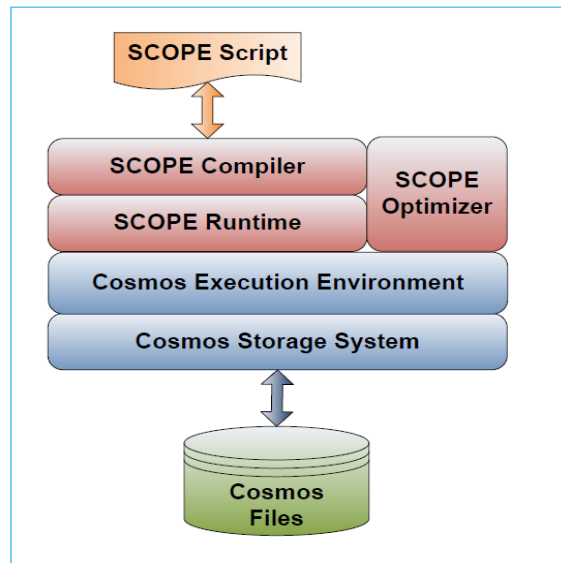 SCOPE Script
SCOPE Compiler
SCOPE Runtime
SCOPE
Optimizer
Cosmos Execution Environment
Cosmos Storage System
Cosmos
Files